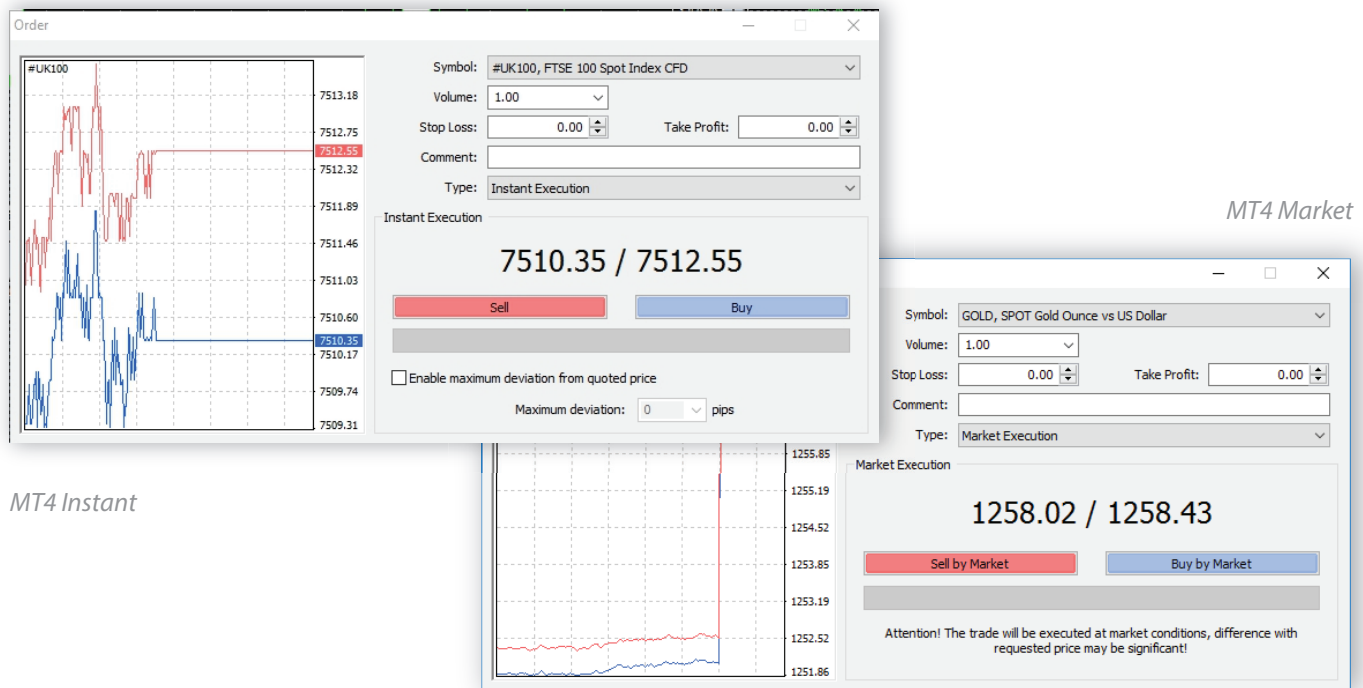 Order
#UK100
7513.18
7512.75
7512.55
7512.32
7511.89
7511.46
7511.03
7510.60
7510.35
7510.17
7509.74
7509.31
Symbol: #UK100, FTSE 100 Spot Index CFD
Volume: 1.00
Stop Loss: 0.00 Take Profit: 0.00
Comment:
Type: Instant Execution
Instant Execution
7510.35 / 7512.55
Sell Buy
Enable maximum deviation from quoted price
Maximum deviation: 0 pips
MT4 Instant
MT4 Market
1255.85
1255.19
1254.52
1253.85
1253.19
1252.52
1251.86
Symbol: GOLD, SPOT Gold Ounce vs US Dollar
Volume: 1.00
Stop Loss: 0.00 Take Profit: 0.00
Comment:
Type: Market Execution
Market Execution
1258.02 / 1258.43
Sell by Market Buy by Market
Attention! The trade will be executed at market conditions, difference with
requested price may be significant!